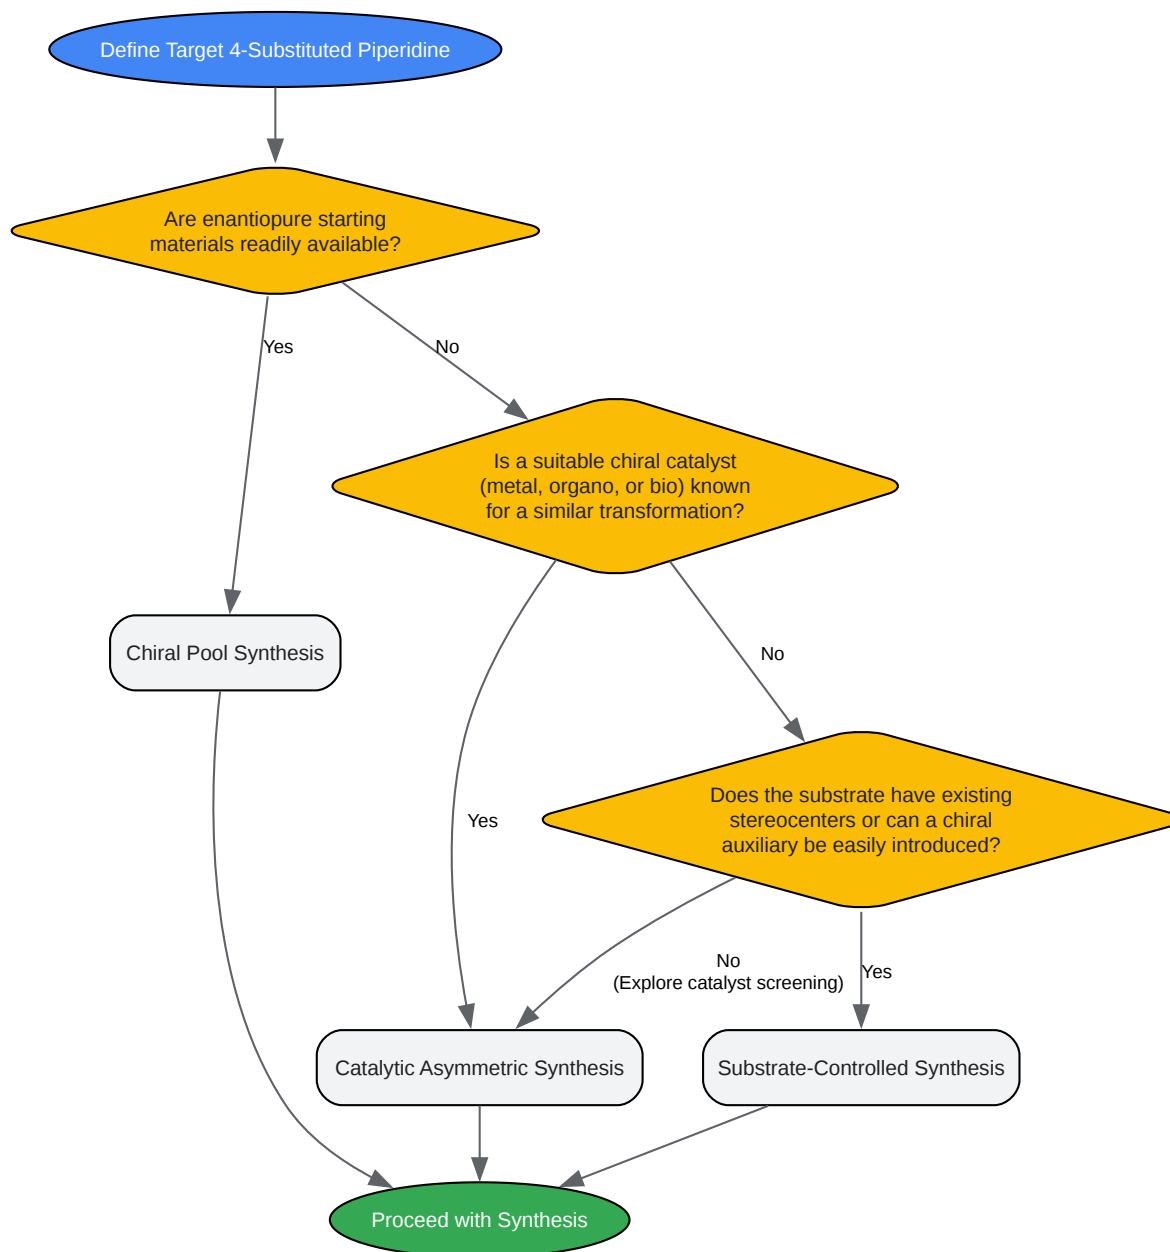 Define Target 4-Substituted Piperidine
Are enantiopure starting
materials readily available?
Yes
No
Is a suitable chiral catalyst
(metal, organo, or bio) known
for a similar transformation?
Chiral Pool Synthesis
No
Yes
Does the substrate have existing
stereocenters or can a chiral
auxiliary be easily introduced?
No
(Explore catalyst screening)
Yes
Catalytic Asymmetric Synthesis
Substrate-Controlled Synthesis
Proceed with Synthesis